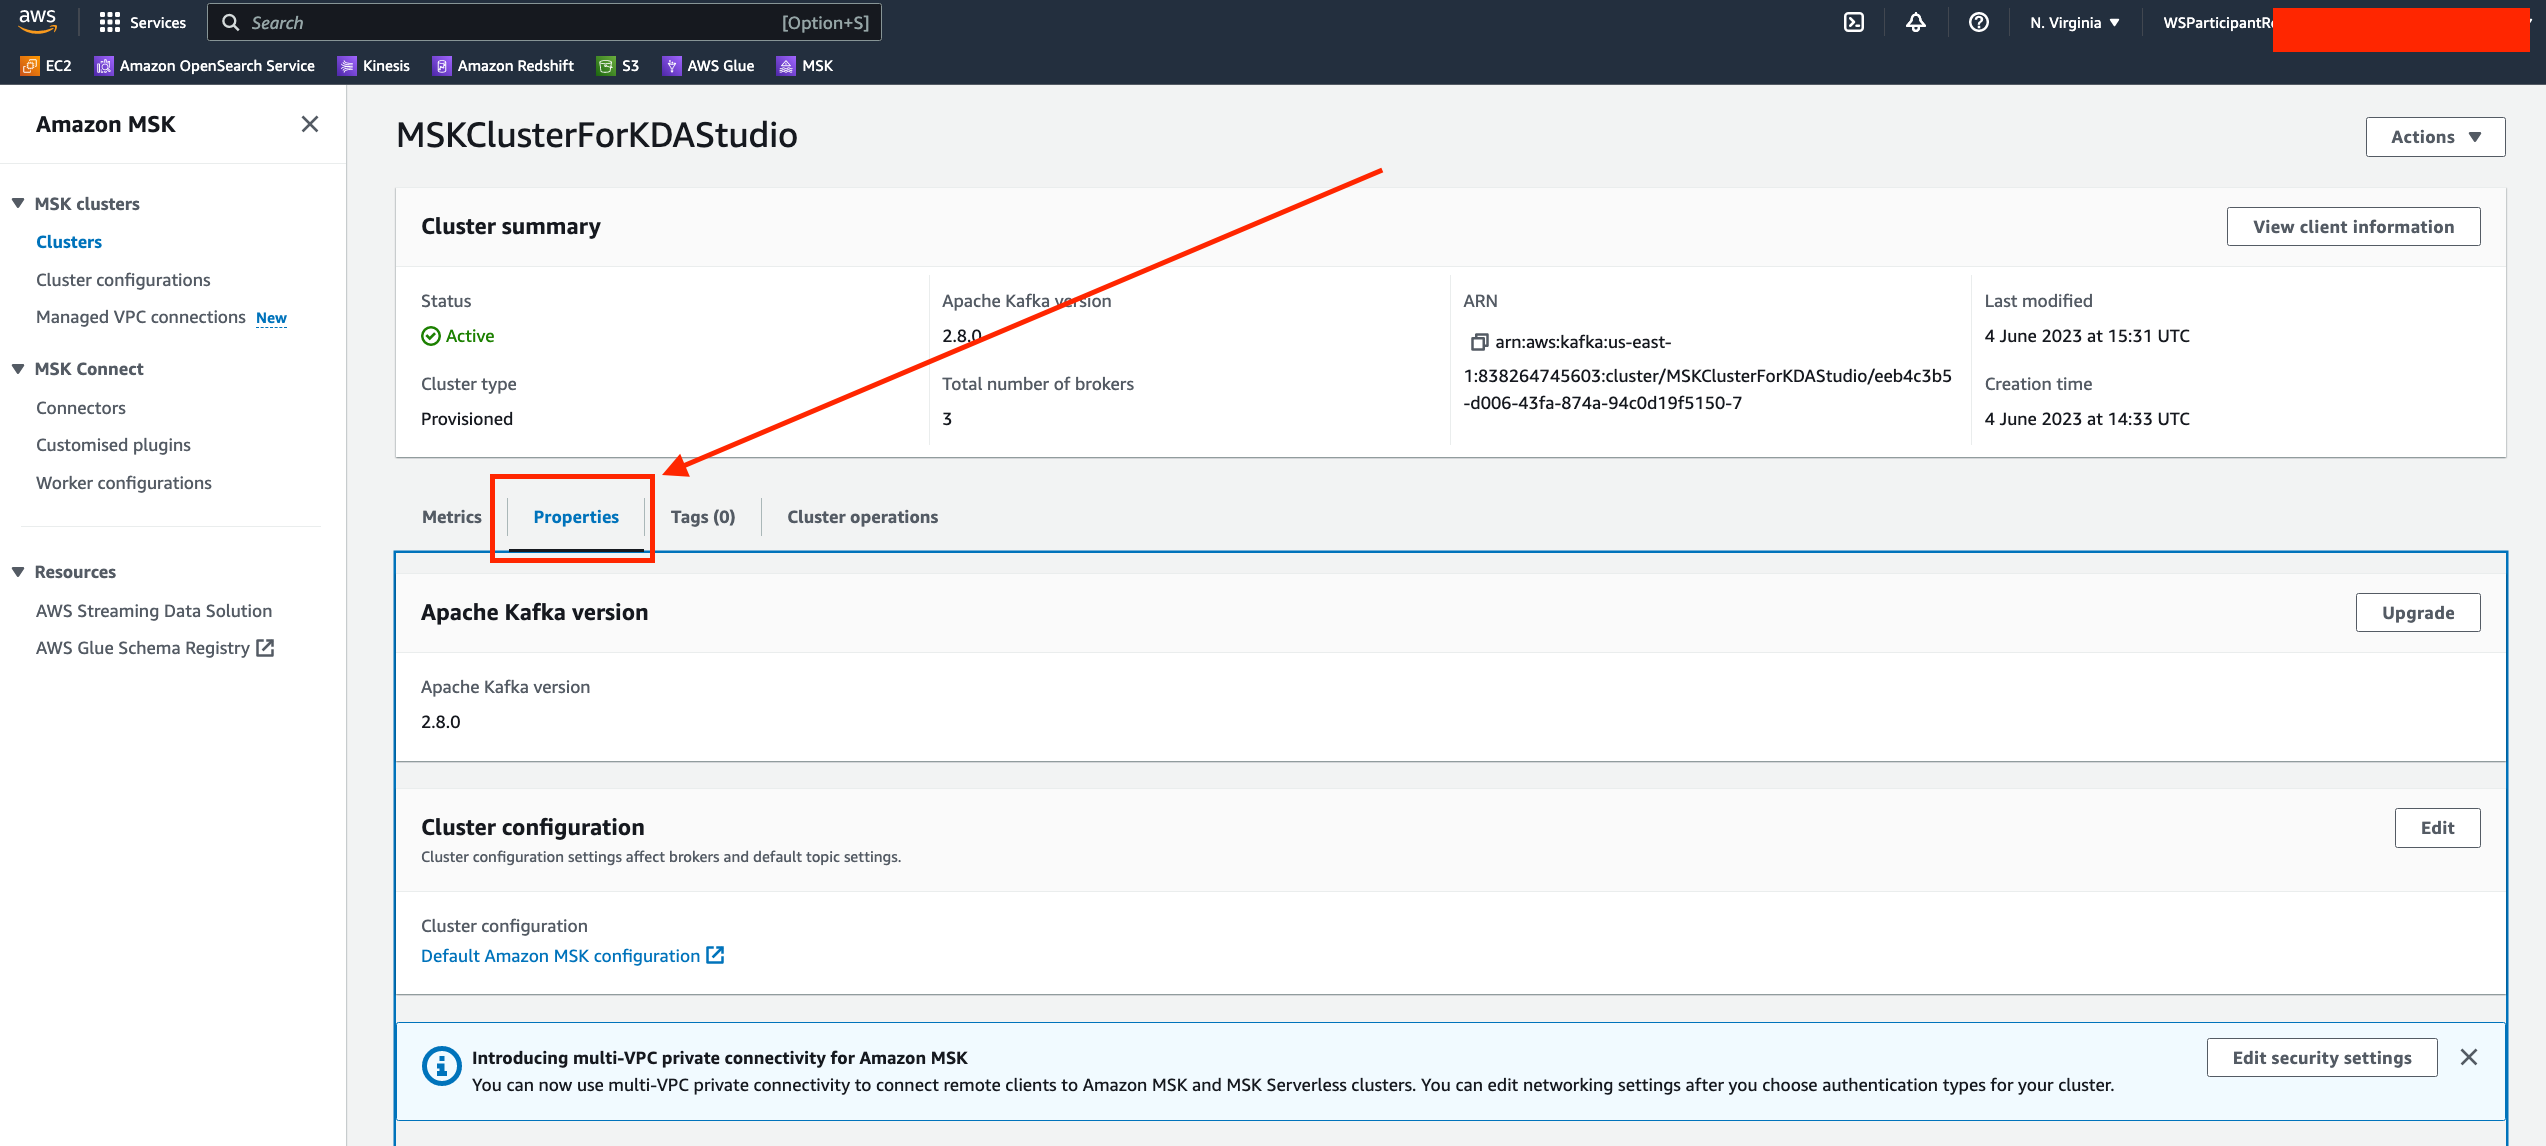 aws
Services
Search
[Option+S]
N. Virginia
WSParticipantR
EC2
Amazon OpenSearch Service
Kinesis
Amazon Redshift
S3
AWS Glue
MSK
Amazon MSK
MSK clusters
Clusters
Cluster configurations
Managed VPC connections New
MSK Connect
Connectors
Customised plugins
Worker configurations
Resources
AWS Streaming Data Solution
AWS Glue Schema Registry
MSKClusterForKDAStudio
Actions
Cluster summary
View client information
Status
Active
Cluster type
Provisioned
Apache Kafka version
2.8.0
Total number of brokers
3
ARN
arn:aws:kafka:us-east-
1:838264745603:cluster/MSKClusterForKDAStudio/eeb4c3b5
-d006-43fa-874a-94c0d19f5150-7
Last modified
4 June 2023 at 15:31 UTC
Creation time
4 June 2023 at 14:33 UTC
Metrics
Properties
Tags (0)
Cluster operations
Apache Kafka version
Upgrade
Apache Kafka version
2.8.0
Cluster configuration
Edit
Cluster configuration settings affect brokers and default topic settings.
Cluster configuration
Default Amazon MSK configuration
Introducing multi-VPC private connectivity for Amazon MSK
You can now use multi-VPC private connectivity to connect remote clients to Amazon MSK and MSK Serverless clusters. You can edit networking settings after you choose authentication types for your cluster.
Edit security settings